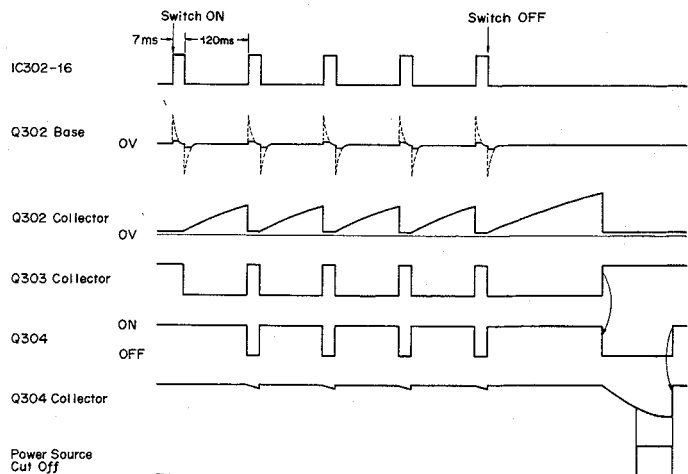 Switch ON
Switch OFF
7ms
120ms
IC302-16
Q302 Base
OV
Q302 Collector
OV
Q303 Collector
Q304
ON
OFF
Q304 Collector
Power Source
Cut Off